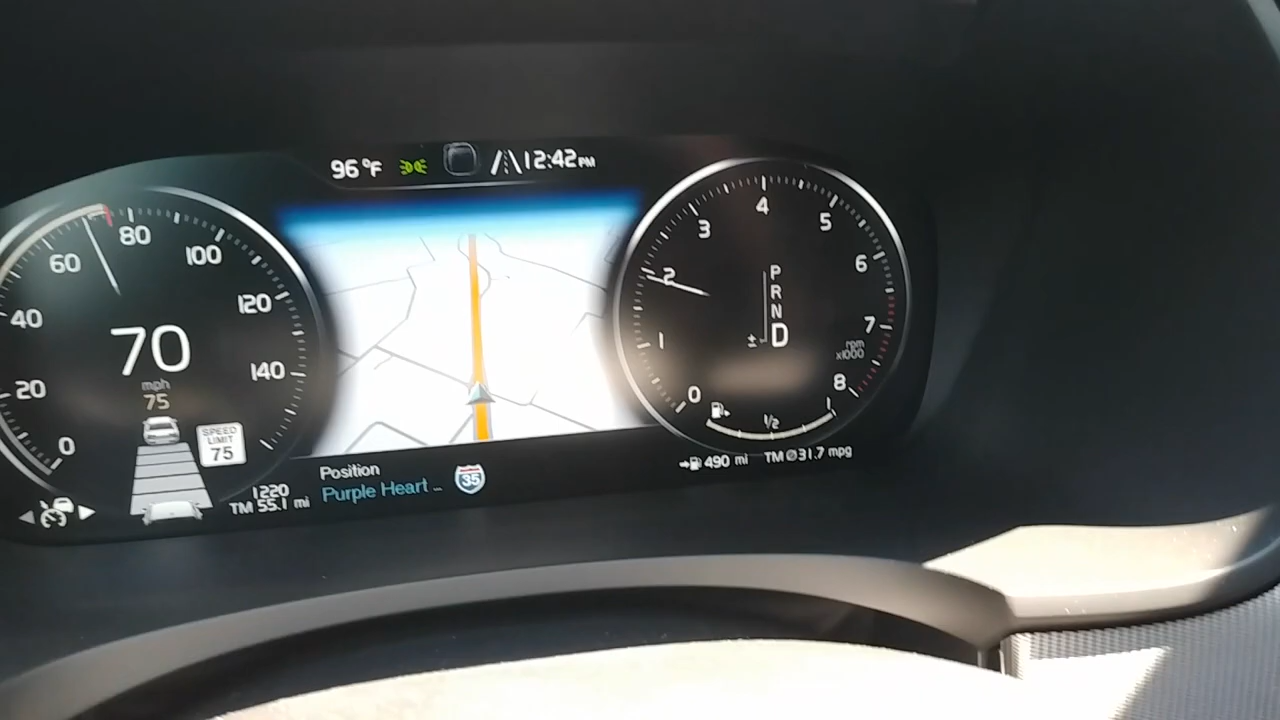 96 °F
12:42 PM
0
20
40
60
80
100
120
140
70
mph
75
SPEED
LIMIT
75
1220
TM 55.1 mi
Position
Purple Heart ...
35
0
1
2
3
4
5
6
7
8
rpm
x1000
P
R
N
D
±
1/2
490 mi
TM Ø31.7 mpg